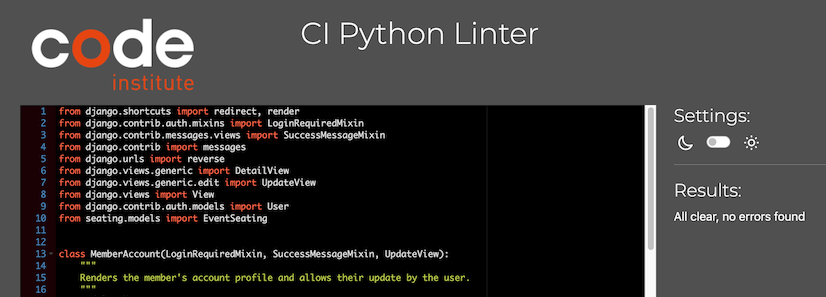 code
institute
CI Python Linter
1 from django.shortcuts import redirect, render
2 from django.contrib.auth.mixins import LoginRequiredMixin
3 from django.contrib.messages.views import SuccessMessageMixin
4 from django.contrib import messages
5 from django.urls import reverse
6 from django.views.generic import DetailView
7 from django.views.generic.edit import UpdateView
8 from django.views import View
9 from django.contrib.auth.models import User
10 from seating.models import EventSeating
11
12
13 class MemberAccount(LoginRequiredMixin, SuccessMessageMixin, UpdateView):
14 """
15 Renders the member's account profile and allows their update by the user.
16 """
Settings:
Results:
All clear, no errors found